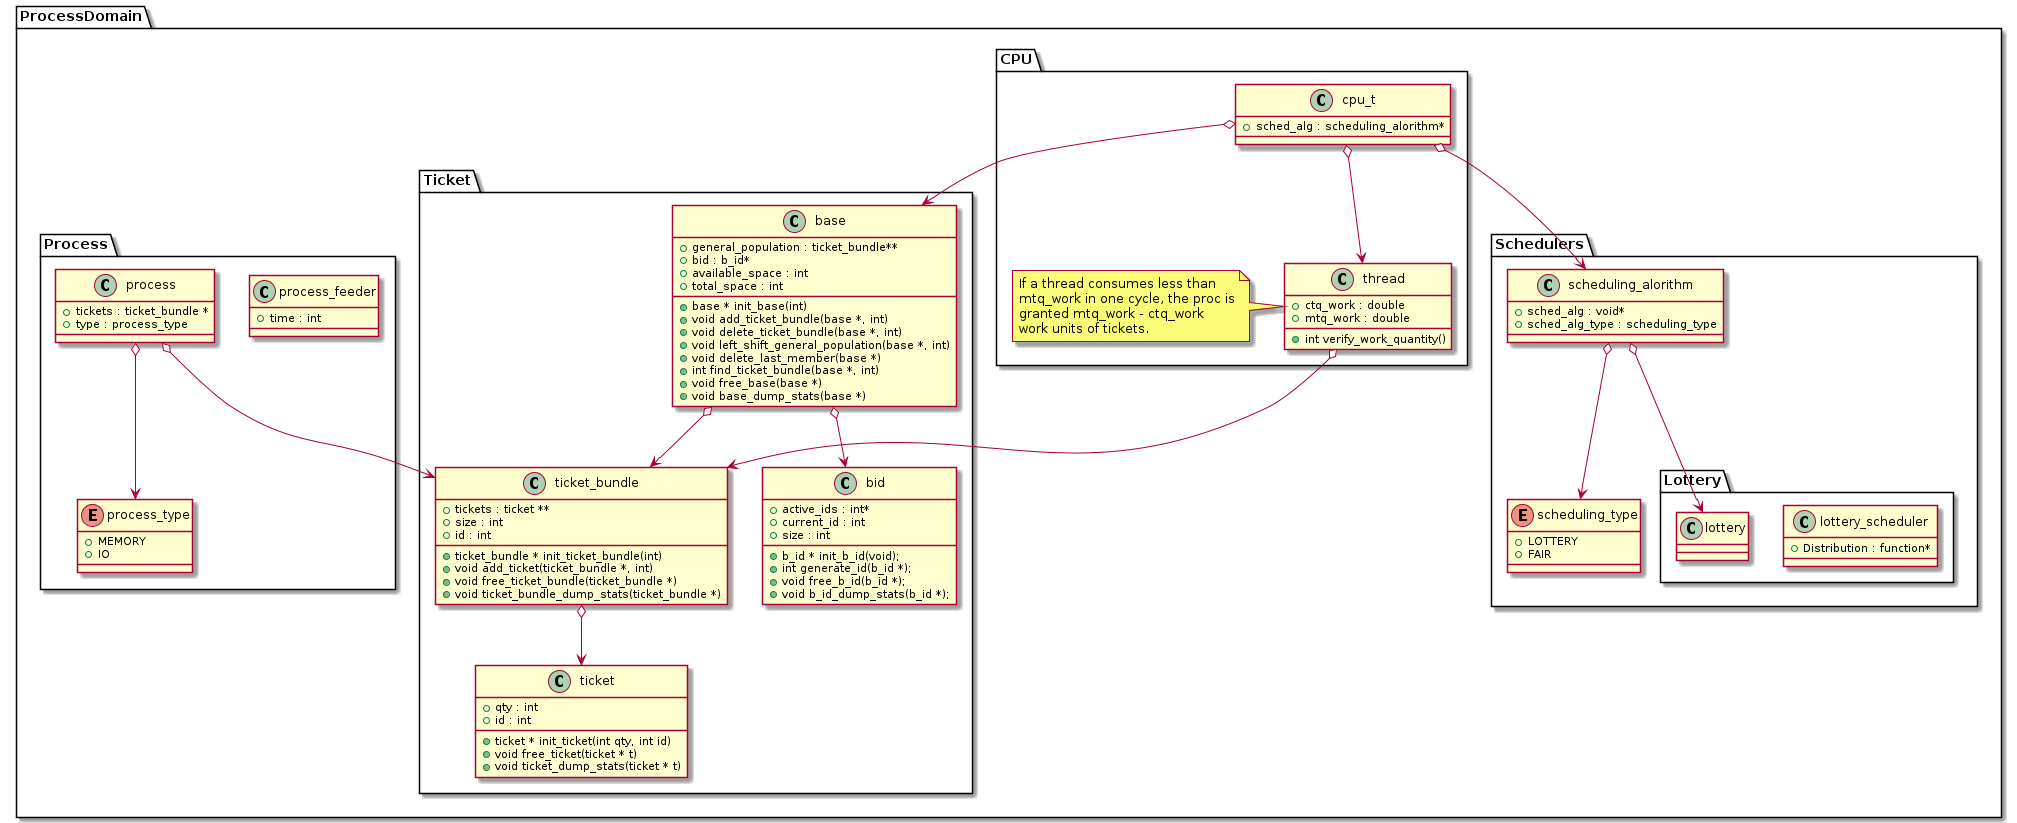 ProcessDomain
CPU
C cpu_t
sched_alg : scheduling_alorithm*
Ticket
C base
general_population : ticket_bundle**
bid : b_id*
available_space : int
total_space : int
base * init_base(int)
void add_ticket_bundle(base *, int)
void delete_ticket_bundle(base *, int)
void left_shift_general_population(base *, int)
void delete_last_member(base *)
int find_ticket_bundle(base *, int)
void free_base(base *)
void base_dump_stats(base *)
Process
C process
tickets : ticket_bundle *
type : process_type
C process_feeder
time : int
If a thread consumes less than
mtq_work in one cycle, the proc is
granted mtq_work - ctq_work
work units of tickets.
C thread
ctq_work : double
mtq_work : double
int verify_work_quantity()
Schedulers
C scheduling_alorithm
sched_alg : void*
sched_alg_type : scheduling_type
E process_type
MEMORY
IO
C ticket_bundle
tickets : ticket **
size : int
id : int
ticket_bundle * init_ticket_bundle(int)
void add_ticket(ticket_bundle *, int)
void free_ticket_bundle(ticket_bundle *)
void ticket_bundle_dump_stats(ticket_bundle *)
C bid
active_ids : int*
current_id : int
size : int
b_id * init_b_id(void);
int generate_id(b_id *);
void free_b_id(b_id *);
void b_id_dump_stats(b_id *);
E scheduling_type
LOTTERY
FAIR
Lottery
C lottery
C lottery_scheduler
Distribution : function*
C ticket
qty : int
id : int
ticket * init_ticket(int qty, int id)
void free_ticket(ticket * t)
void ticket_dump_stats(ticket * t)